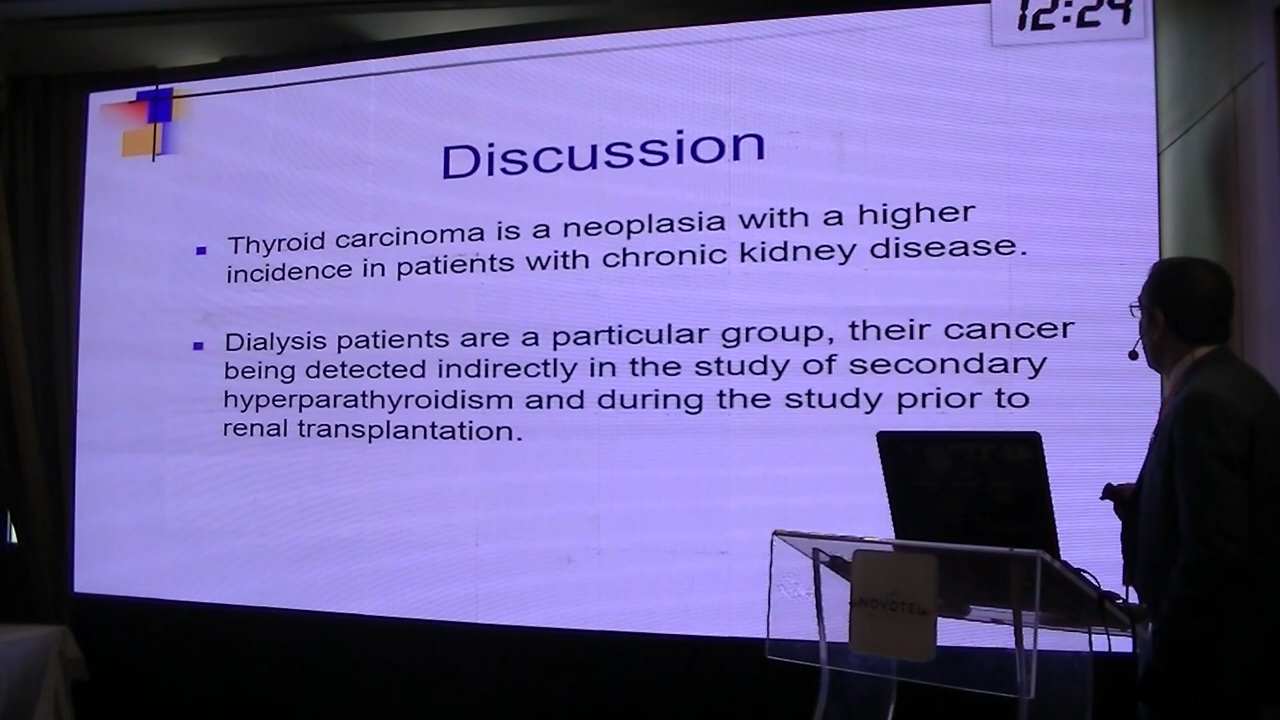 12:29
Discussion
Thyroid carcinoma is a neoplasia with a higher
incidence in patients with chronic kidney disease.
Dialysis patients are a particular group, their cancer
being detected indirectly in the study of secondary
hyperparathyroidism and during the study prior to
renal transplantation.
NOVOTEL